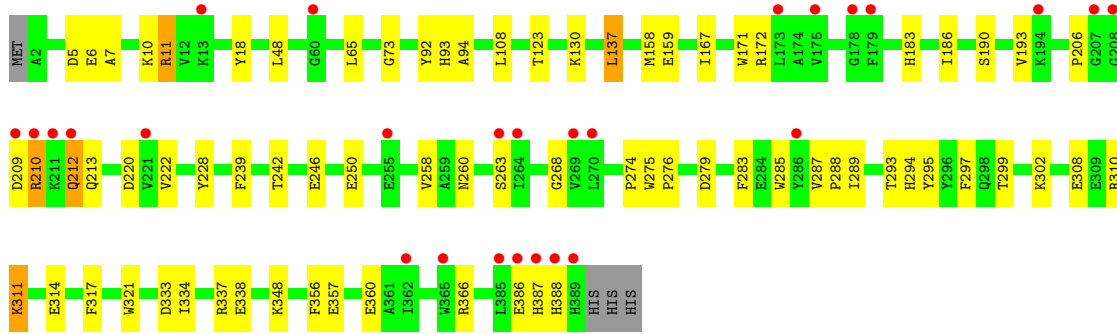 MET A2 D5 E6 A7 K10 R11 V12 K13 Y18 L48 G60 L65 G73 Y92 H93 A94 L108 T123 K130 L137 M158 E159 I167 W171 R172 L173 A174 V175 G178 F179 H183 I186 S190 V193 K194 P206 G207 G208
D209 R210 K211 Q212 Q213 D220 V221 V222 Y228 F239 T242 E246 E250 E255 V258 A259 N260 S263 I264 G268 V269 L270 P274 W275 P276 D279 F283 E284 W285 Y286 V287 P288 I289 T293 H294 Y295 Y296 F297 Q298 T299 K302 E308 E309 R310
K311 E314 F317 W321 D333 I334 R337 E338 K348 F356 E357 E360 A361 I362 W365 R366 L385 E386 H387 H388 H389 HIS HIS HIS